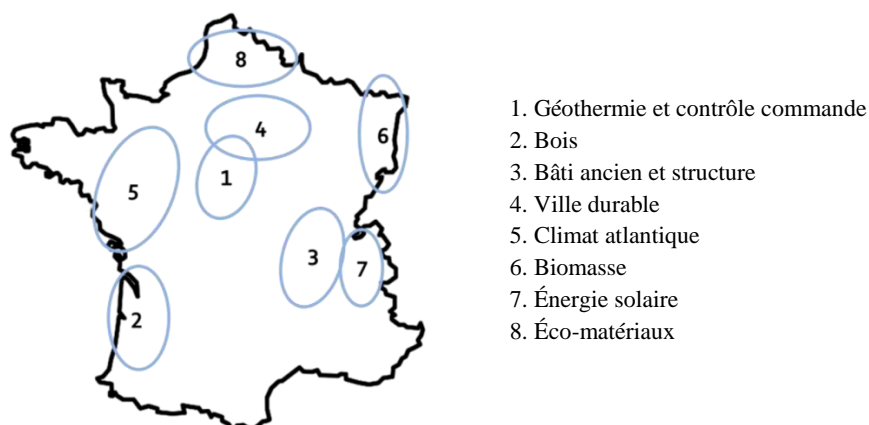 8
4
6
1
5
3
7
2
1. Géothermie et contrôle commande
2. Bois
3. Bâti ancien et structure
4. Ville durable
5. Climat atlantique
6. Biomasse
7. Énergie solaire
8. Éco-matériaux